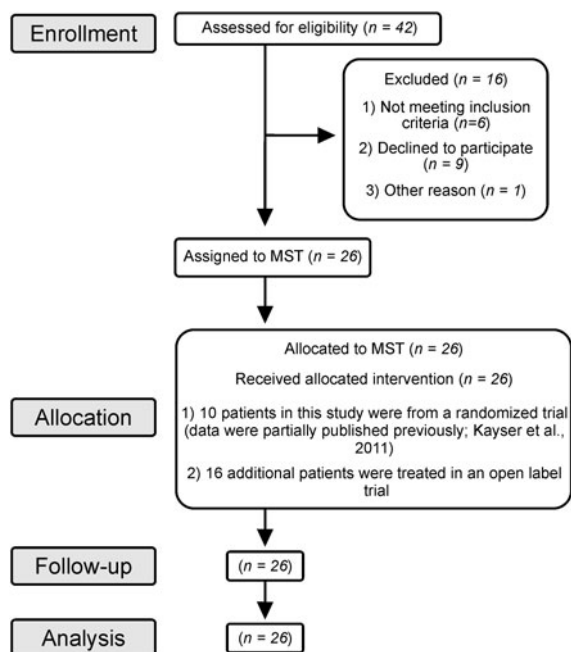 Enrollment
Assessed for eligibility (n = 42)
Excluded (n = 16)
1) Not meeting inclusion
criteria (n=6)
2) Declined to participate
(n = 9)
3) Other reason (n = 1)
Assigned to MST (n = 26)
Allocation
Allocated to MST (n = 26)
Received allocated intervention (n = 26)
1) 10 patients in this study were from a randomized trial
(data were partially published previously; Kayser et al.,
2011)
2) 16 additional patients were treated in an open label
trial
Follow-up
(n = 26)
Analysis
(n = 26)